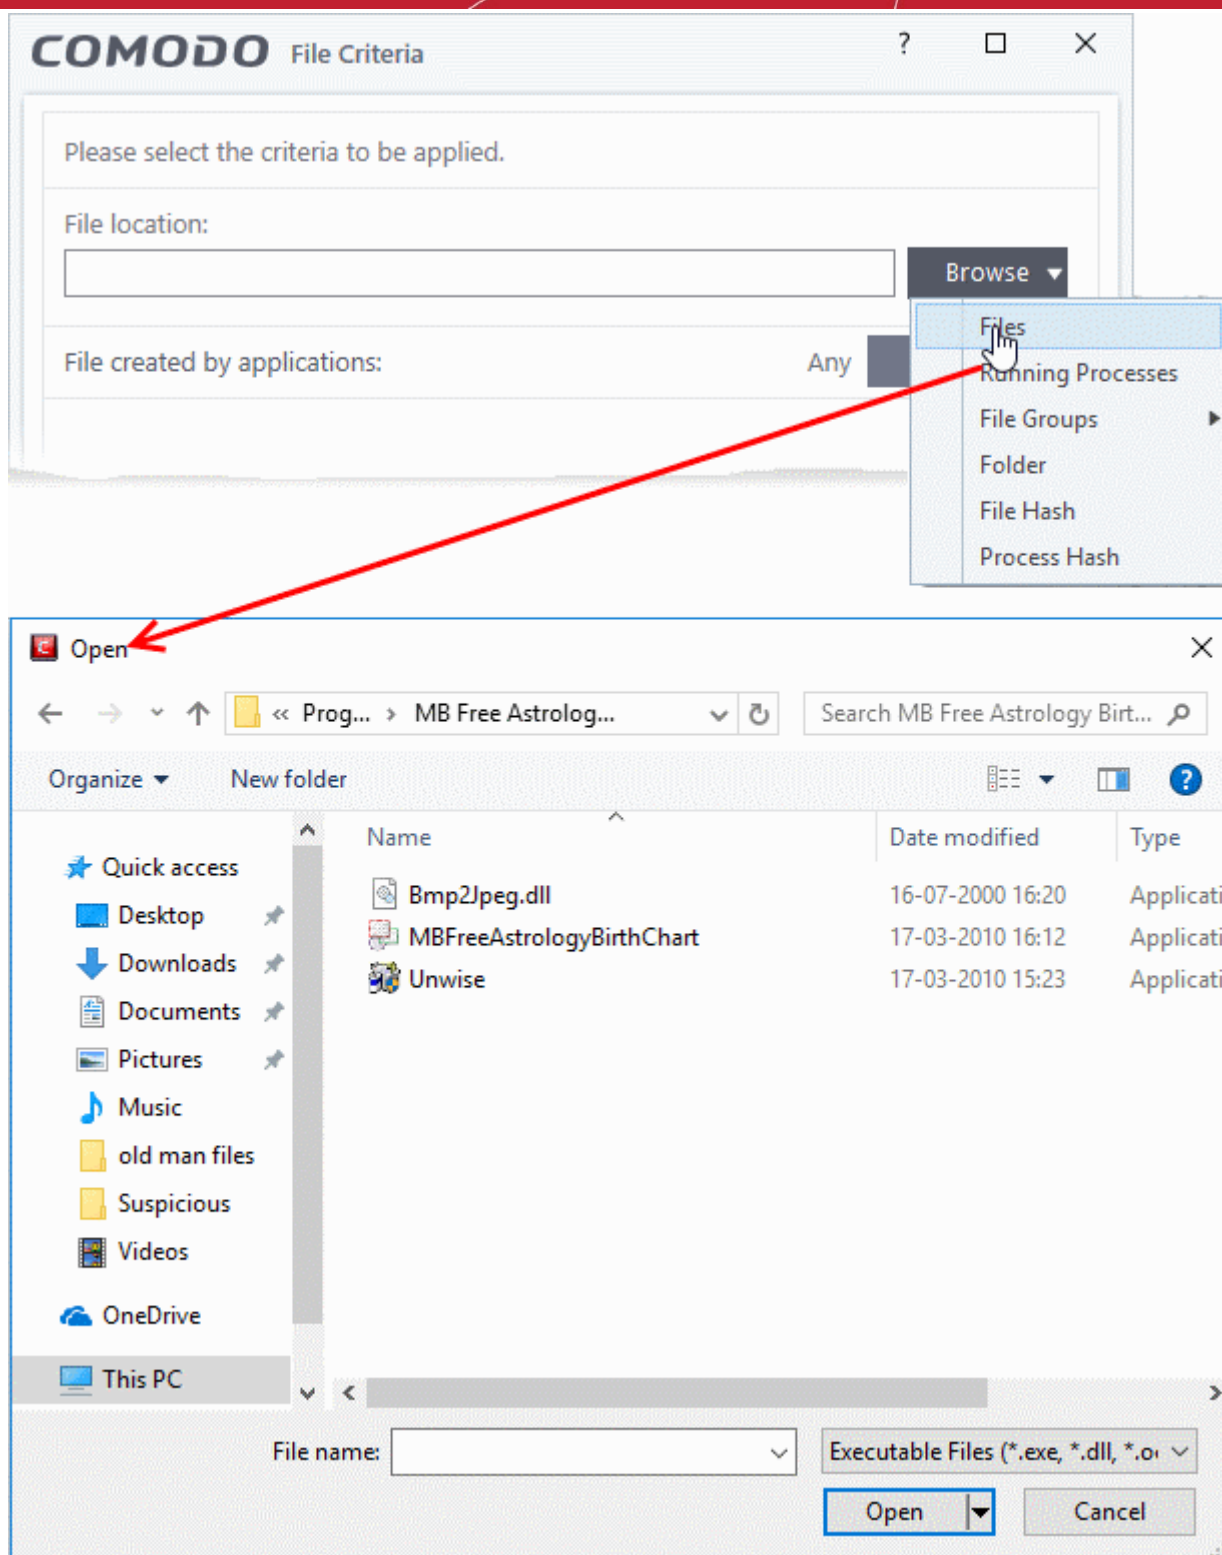 COMODO File Criteria ?
Please select the criteria to be applied.
File location:
Browse
Files
File created by applications: Any
Running Processes
File Groups
Folder
File Hash
Process Hash
Open
« Prog... › MB Free Astrolog...
Search MB Free Astrology Birt...
Organize New folder ?
Name Date modified Type
Quick access
Desktop
Downloads
Documents
Pictures
Music
old man files
Suspicious
Videos
OneDrive
This PC
Bmp2Jpeg.dll 16-07-2000 16:20 Applicati
MBFreeAstrologyBirthChart 17-03-2010 16:12 Applicati
Unwise 17-03-2010 15:23 Applicati
File name:
Executable Files (*.exe, *.dll, *.o
Open Cancel